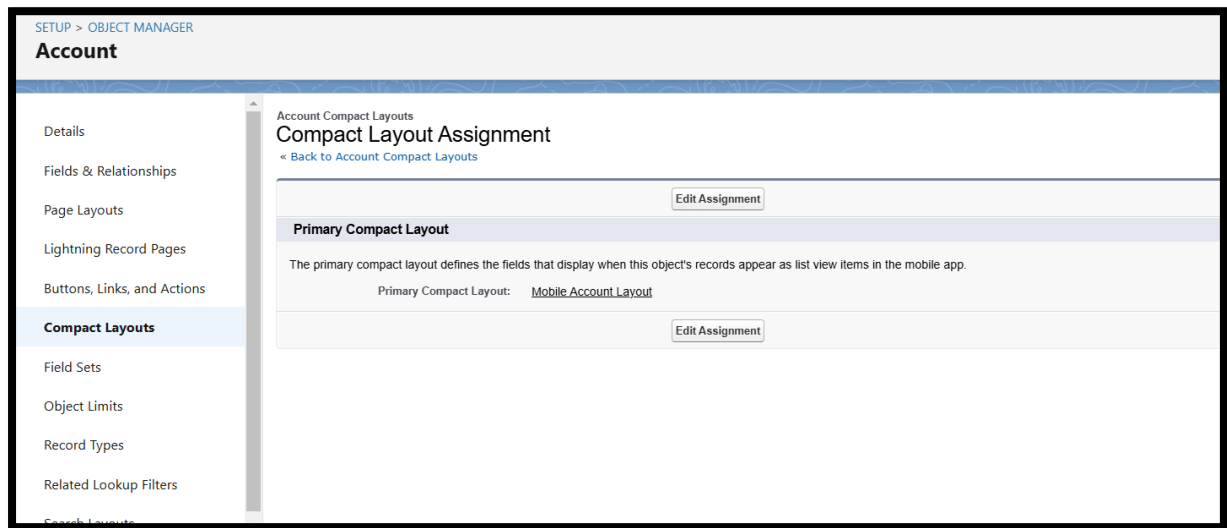 SETUP > OBJECT MANAGER
Account
Details
Fields & Relationships
Page Layouts
Lightning Record Pages
Buttons, Links, and Actions
Compact Layouts
Field Sets
Object Limits
Record Types
Related Lookup Filters
Search Layouts
Account Compact Layouts
Compact Layout Assignment
« Back to Account Compact Layouts
Edit Assignment
Primary Compact Layout
The primary compact layout defines the fields that display when this object's records appear as list view items in the mobile app.
Primary Compact Layout: Mobile Account Layout
Edit Assignment